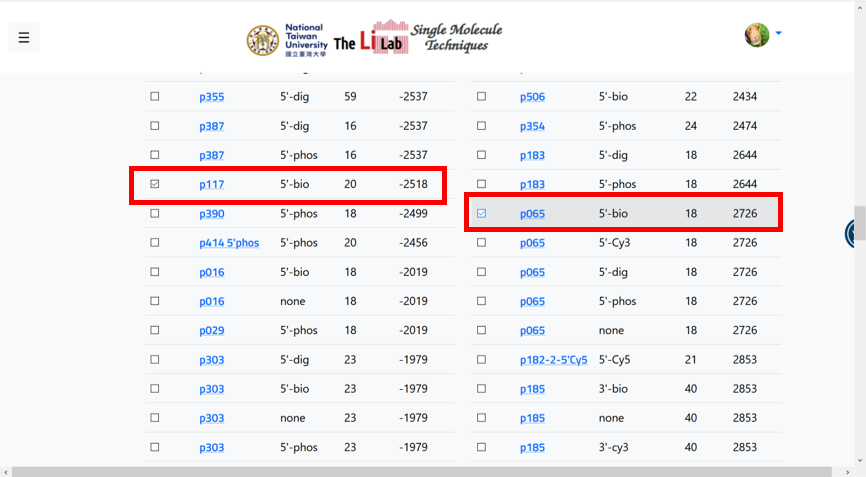 ☰
National
Taiwan
University
國立臺灣大學
The Li Lab
Single Molecule
Techniques
p355 5'-dig 59 -2537
p506 5'-bio 22 2434
p387 5'-dig 16 -2537
p354 5'-phos 24 2474
p387 5'-phos 16 -2537
p183 5'-dig 18 2644
p117 5'-bio 20 -2518
p183 5'-phos 18 2644
p390 5'-phos 18 -2499
p065 5'-bio 18 2726
p414 5'phos 5'-phos 20 -2456
p065 5'-Cy3 18 2726
p016 5'-bio 18 -2019
p065 5'-dig 18 2726
p016 none 18 -2019
p065 5'-phos 18 2726
p029 5'-phos 18 -2019
p065 none 18 2726
p303 5'-dig 23 -1979
p182-2-5'Cy5 5'-Cy5 21 2853
p303 5'-bio 23 -1979
p185 3'-bio 40 2853
p303 none 23 -1979
p185 none 40 2853
p303 5'-phos 23 -1979
p185 3'-cy3 40 2853